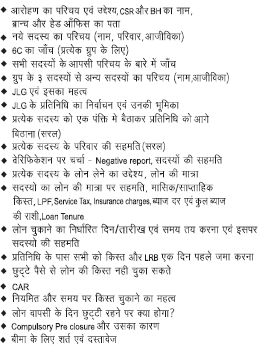 ◆ आरोहण का परिचय एवं उद्देश्य, CSR और BH का नाम,
ब्रान्च और हेड ऑफिस का पता
◆ नये सदस्य का परिचय (नाम, परिवार, आजीविका)
◆ 6C का जाँच (प्रत्येक ग्रुप के लिए)
◆ सभी सदस्यों के आपसी परिचय के बारे में जाँच
◆ ग्रुप के 3 सदस्यों से अन्य सदस्यों का परिचय (नाम,आजीविका)
◆ JLG एवं इसका महत्व
◆ JLG के प्रतिनिधि का निर्वाचन एवं उनकी भूमिका
◆ प्रत्येक सदस्य को एक पंक्ति मे बैठाकर प्रतिनिधि को आगे
बिठाना (सरल)
◆ प्रत्येक सदस्य के परिवार की सहमति (सरल)
◆ वेरिफिकेशन पर चर्चा – Negative report, सदस्यों की सहमति
◆ प्रत्येक सदस्य के लोन लेने का उद्देश्य, लोन की मात्रा
◆ सदस्यो का लोन की मात्रा पर सहमति, मासिक/साप्ताहिक
किस्त, LPF, Service Tax, Insurance charges, ब्याज दर एवं कुल ब्याज
की राशी, Loan Tenure
◆ लोन चुकाने का निर्धारित दिन/तारीख एवं समय तय करना एवं इसपर
सदस्यो की सहमति
◆ प्रतिनिधि के पास सभी को किस्त और LRB एक दिन पहले जमा करना
◆ छुट्टे पैसे से लोन की किस्त नही चुका सकते
◆ CAR
◆ नियमित और समय पर किस्त चुकाने का महत्व
◆ लोन वापसी के दिन छुट्टी रहने पर क्या होगा?
◆ Compulsory Pre closure और उसका कारण
◆ बीमा के लिए शर्त एवं दस्तावेज